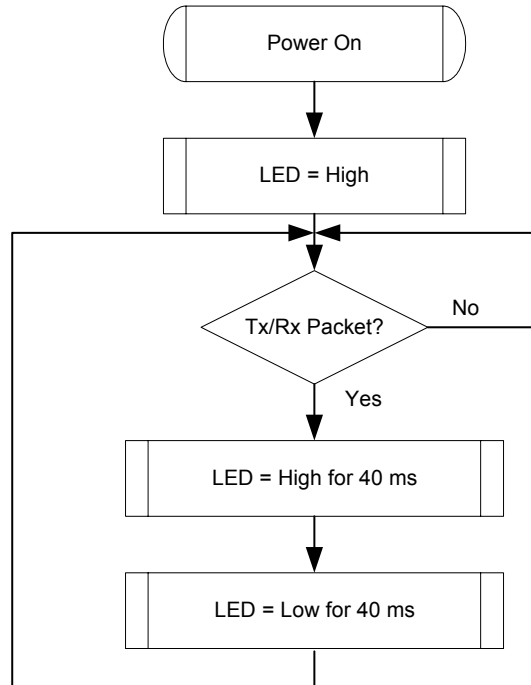 Power On
LED = High
Tx/Rx Packet?
No
Yes
LED = High for 40 ms
LED = Low for 40 ms